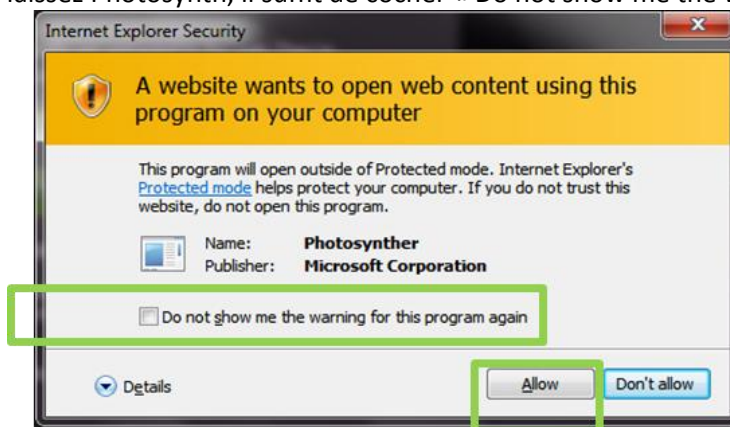 laissez Photosynth, il suffit de cocher « Do not show me the
Internet Explorer Security
A website wants to open web content using this
program on your computer
This program will open outside of Protected mode. Internet Explorer's
Protected mode helps protect your computer. If you do not trust this
website, do not open this program.
Name: Photosynther
Publisher: Microsoft Corporation
Do not show me the warning for this program again
Details
Allow
Don't allow